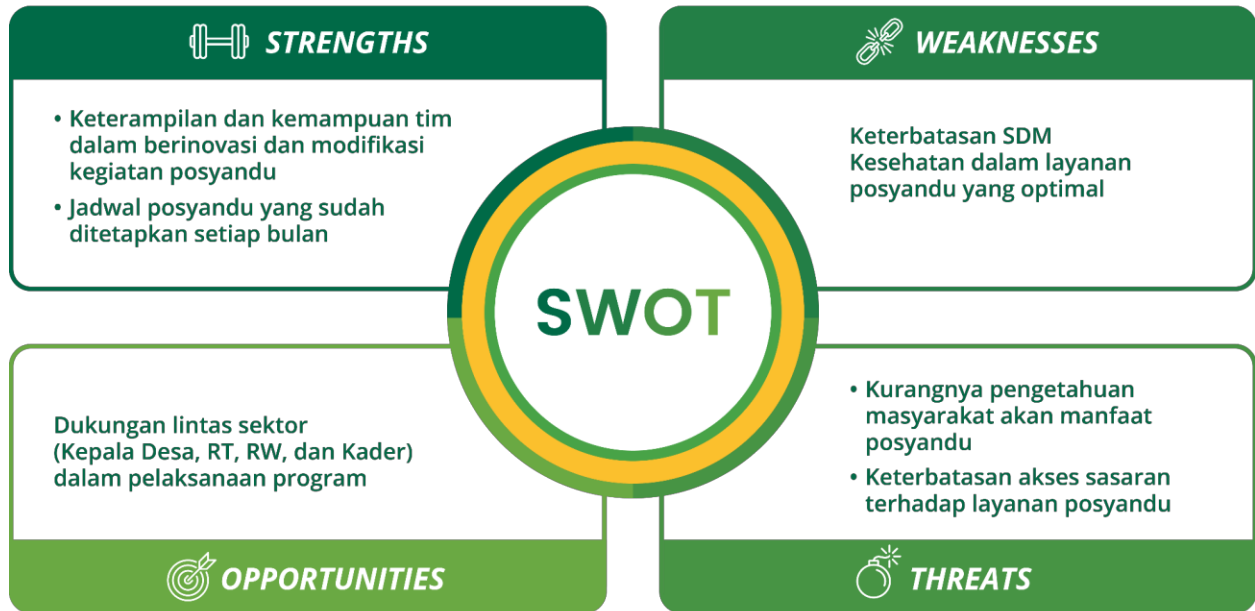 STRENGTHS
• Keterampilan dan kemampuan tim
dalam berinovasi dan modifikasi
kegiatan posyandu
• Jadwal posyandu yang sudah
ditetapkan setiap bulan
WEAKNESSES
Keterbatasan SDM
Kesehatan dalam layanan
posyandu yang optimal
SWOT
Dukungan lintas sektor
(Kepala Desa, RT, RW, dan Kader)
dalam pelaksanaan program
OPPORTUNITIES
• Kurangnya pengetahuan
masyarakat akan manfaat
posyandu
• Keterbatasan akses sasaran
terhadap layanan posyandu
THREATS